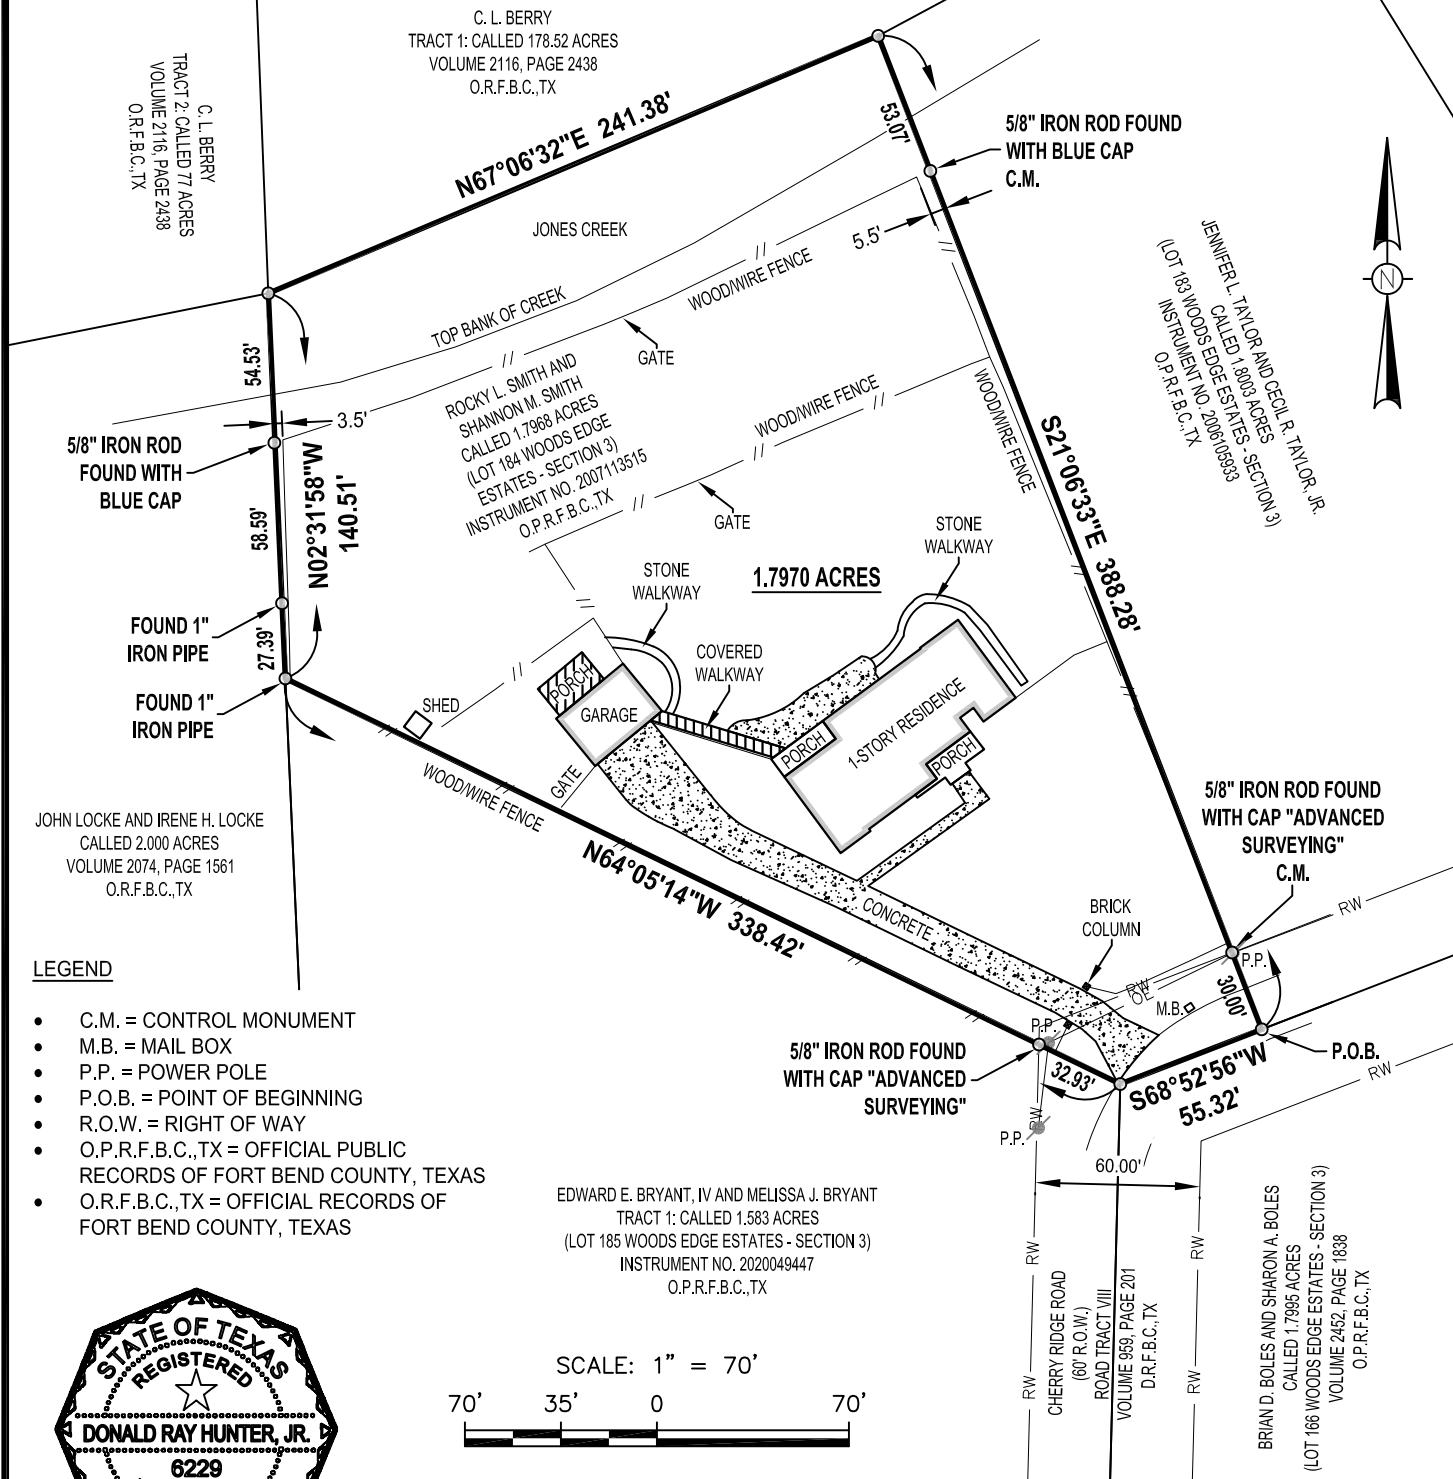 C. L. BERRY
TRACT 1: CALLED 178.52 ACRES
VOLUME 2116, PAGE 2438
O.R.F.B.C.,TX
C. L. BERRY
TRACT 2: CALLED 77 ACRES
VOLUME 2116, PAGE 2438
O.R.F.B.C.,TX
N67°06'32"E 241.38'
53.07'
5/8" IRON ROD FOUND
WITH BLUE CAP
C.M.
5.5'
JONES CREEK
WOOD/WIRE FENCE
TOP BANK OF CREEK
GATE
N
JENNIFER L. TAYLOR AND CECIL R. TAYLOR, JR.
CALLED 1.8003 ACRES
(LOT 183 WOODS EDGE ESTATES - SECTION 3)
INSTRUMENT NO. 2006105933
O.P.R.F.B.C.,TX
54.53'
3.5'
5/8" IRON ROD
FOUND WITH
BLUE CAP
ROCKY L. SMITH AND
SHANNON M. SMITH
CALLED 1.7968 ACRES
(LOT 184 WOODS EDGE
ESTATES - SECTION 3)
INSTRUMENT NO. 2007113515
O.P.R.F.B.C.,TX
WOOD/WIRE FENCE
GATE
WOOD/WIRE FENCE
S21°06'33"E 388.28'
58.59'
N02°31'58"W
140.51'
STONE
WALKWAY
STONE
WALKWAY
1.7970 ACRES
FOUND 1"
IRON PIPE
27.39'
FOUND 1"
IRON PIPE
COVERED
WALKWAY
PORCH
SHED
GARAGE
1-STORY RESIDENCE
PORCH
PORCH
GATE
WOOD/WIRE FENCE
JOHN LOCKE AND IRENE H. LOCKE
CALLED 2.000 ACRES
VOLUME 2074, PAGE 1561
O.R.F.B.C.,TX
N64°05'14"W 338.42'
CONCRETE
5/8" IRON ROD FOUND
WITH CAP "ADVANCED
SURVEYING"
C.M.
BRICK
COLUMN
RW
P.P.
RW
OE
M.B.
30.00'
P.P.
P.O.B.
RW
5/8" IRON ROD FOUND
WITH CAP "ADVANCED
SURVEYING"
32.93'
S68°52'56"W
55.32'
RW
P.P.
60.00'
LEGEND
• C.M. = CONTROL MONUMENT
• M.B. = MAIL BOX
• P.P. = POWER POLE
• P.O.B. = POINT OF BEGINNING
• R.O.W. = RIGHT OF WAY
• O.P.R.F.B.C.,TX = OFFICIAL PUBLIC
RECORDS OF FORT BEND COUNTY, TEXAS
• O.R.F.B.C.,TX = OFFICIAL RECORDS OF
FORT BEND COUNTY, TEXAS
EDWARD E. BRYANT, IV AND MELISSA J. BRYANT
TRACT 1: CALLED 1.583 ACRES
(LOT 185 WOODS EDGE ESTATES - SECTION 3)
INSTRUMENT NO. 2020049447
O.P.R.F.B.C.,TX
RW
RW
CHERRY RIDGE ROAD
(60' R.O.W.)
ROAD TRACT VIII
VOLUME 959, PAGE 201
D.R.F.B.C.,TX
RW
RW
BRIAN D. BOLES AND SHARON A. BOLES
CALLED 1.7995 ACRES
(LOT 166 WOODS EDGE ESTATES - SECTION 3)
VOLUME 2452, PAGE 1838
O.P.R.F.B.C.,TX
SCALE: 1" = 70'
70' 35' 0 70'
STATE OF TEXAS
REGISTERED
DONALD RAY HUNTER, JR.
6229